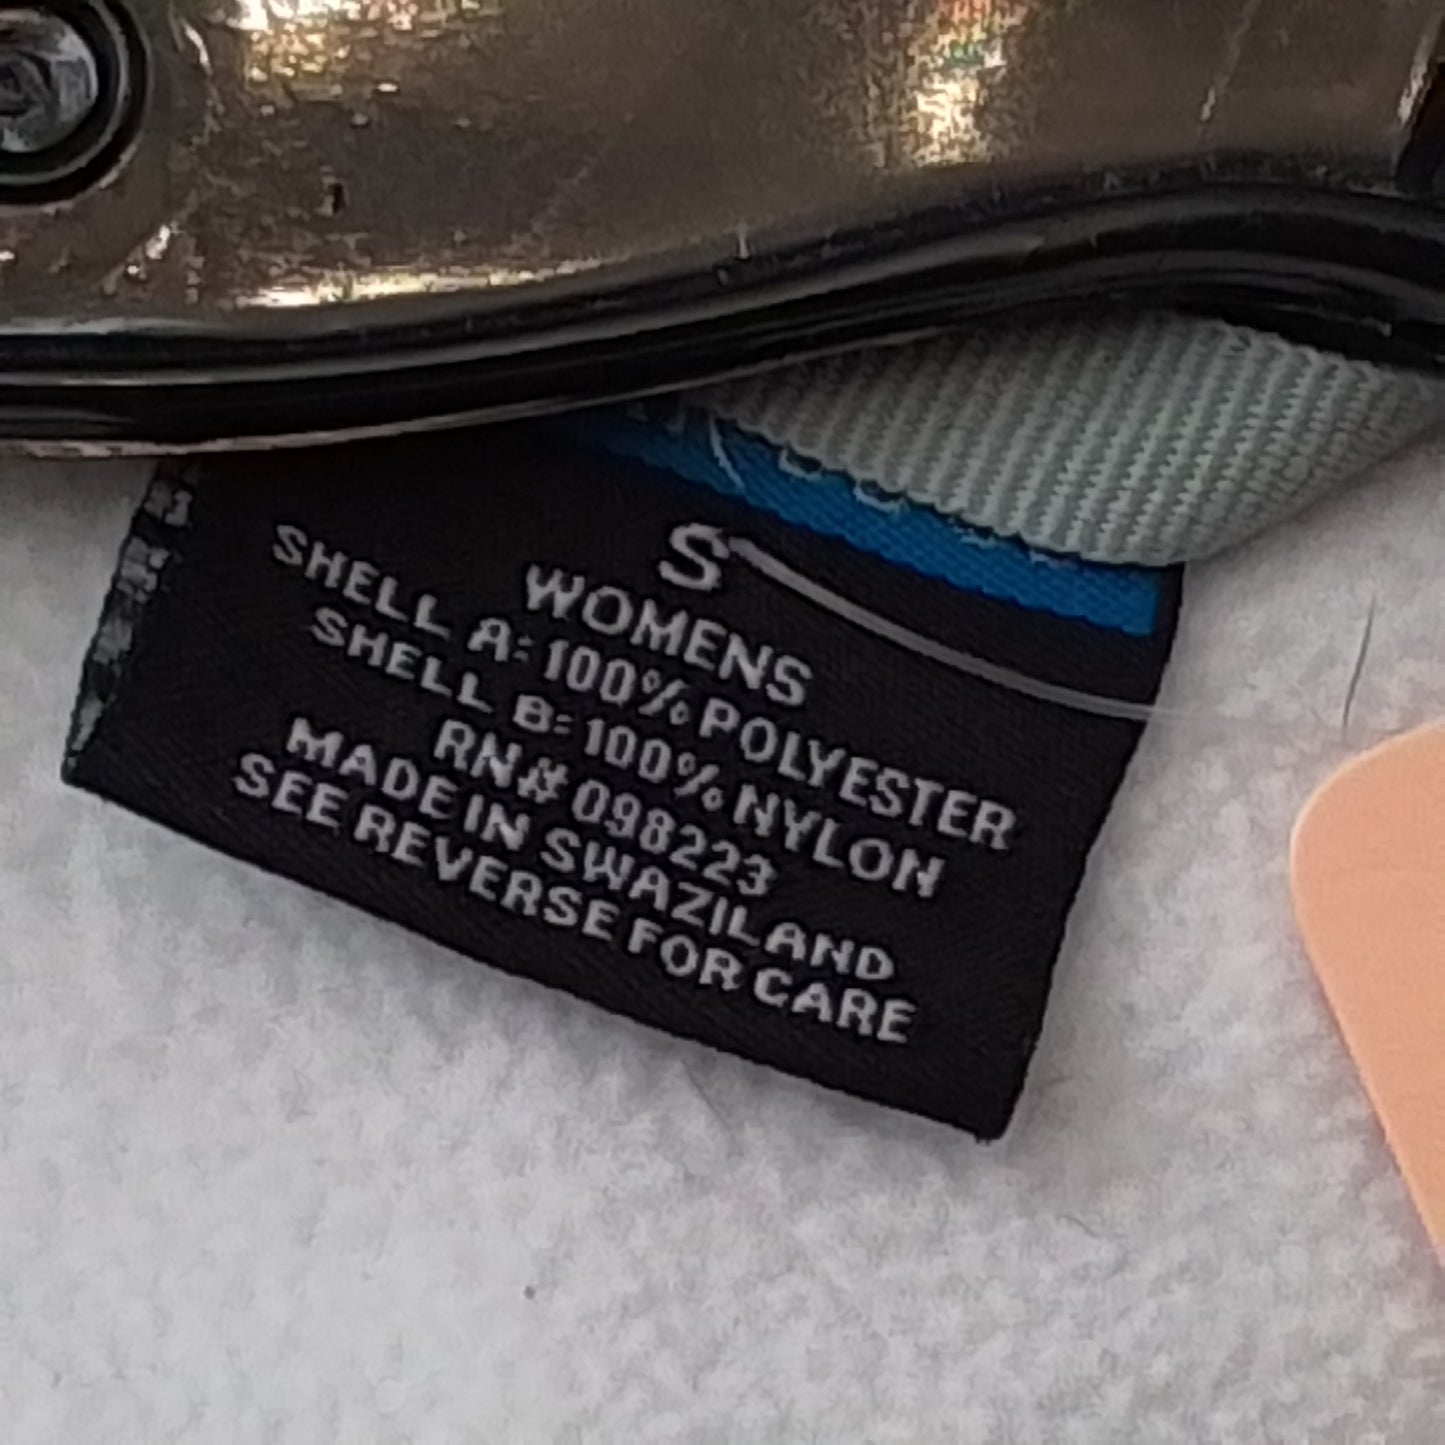 S
WOMENS
SHELL A: 100% POLYESTER
SHELL B: 100% NYLON
RN# 098223
MADE IN SWAZILAND
SEE REVERSE FOR CARE